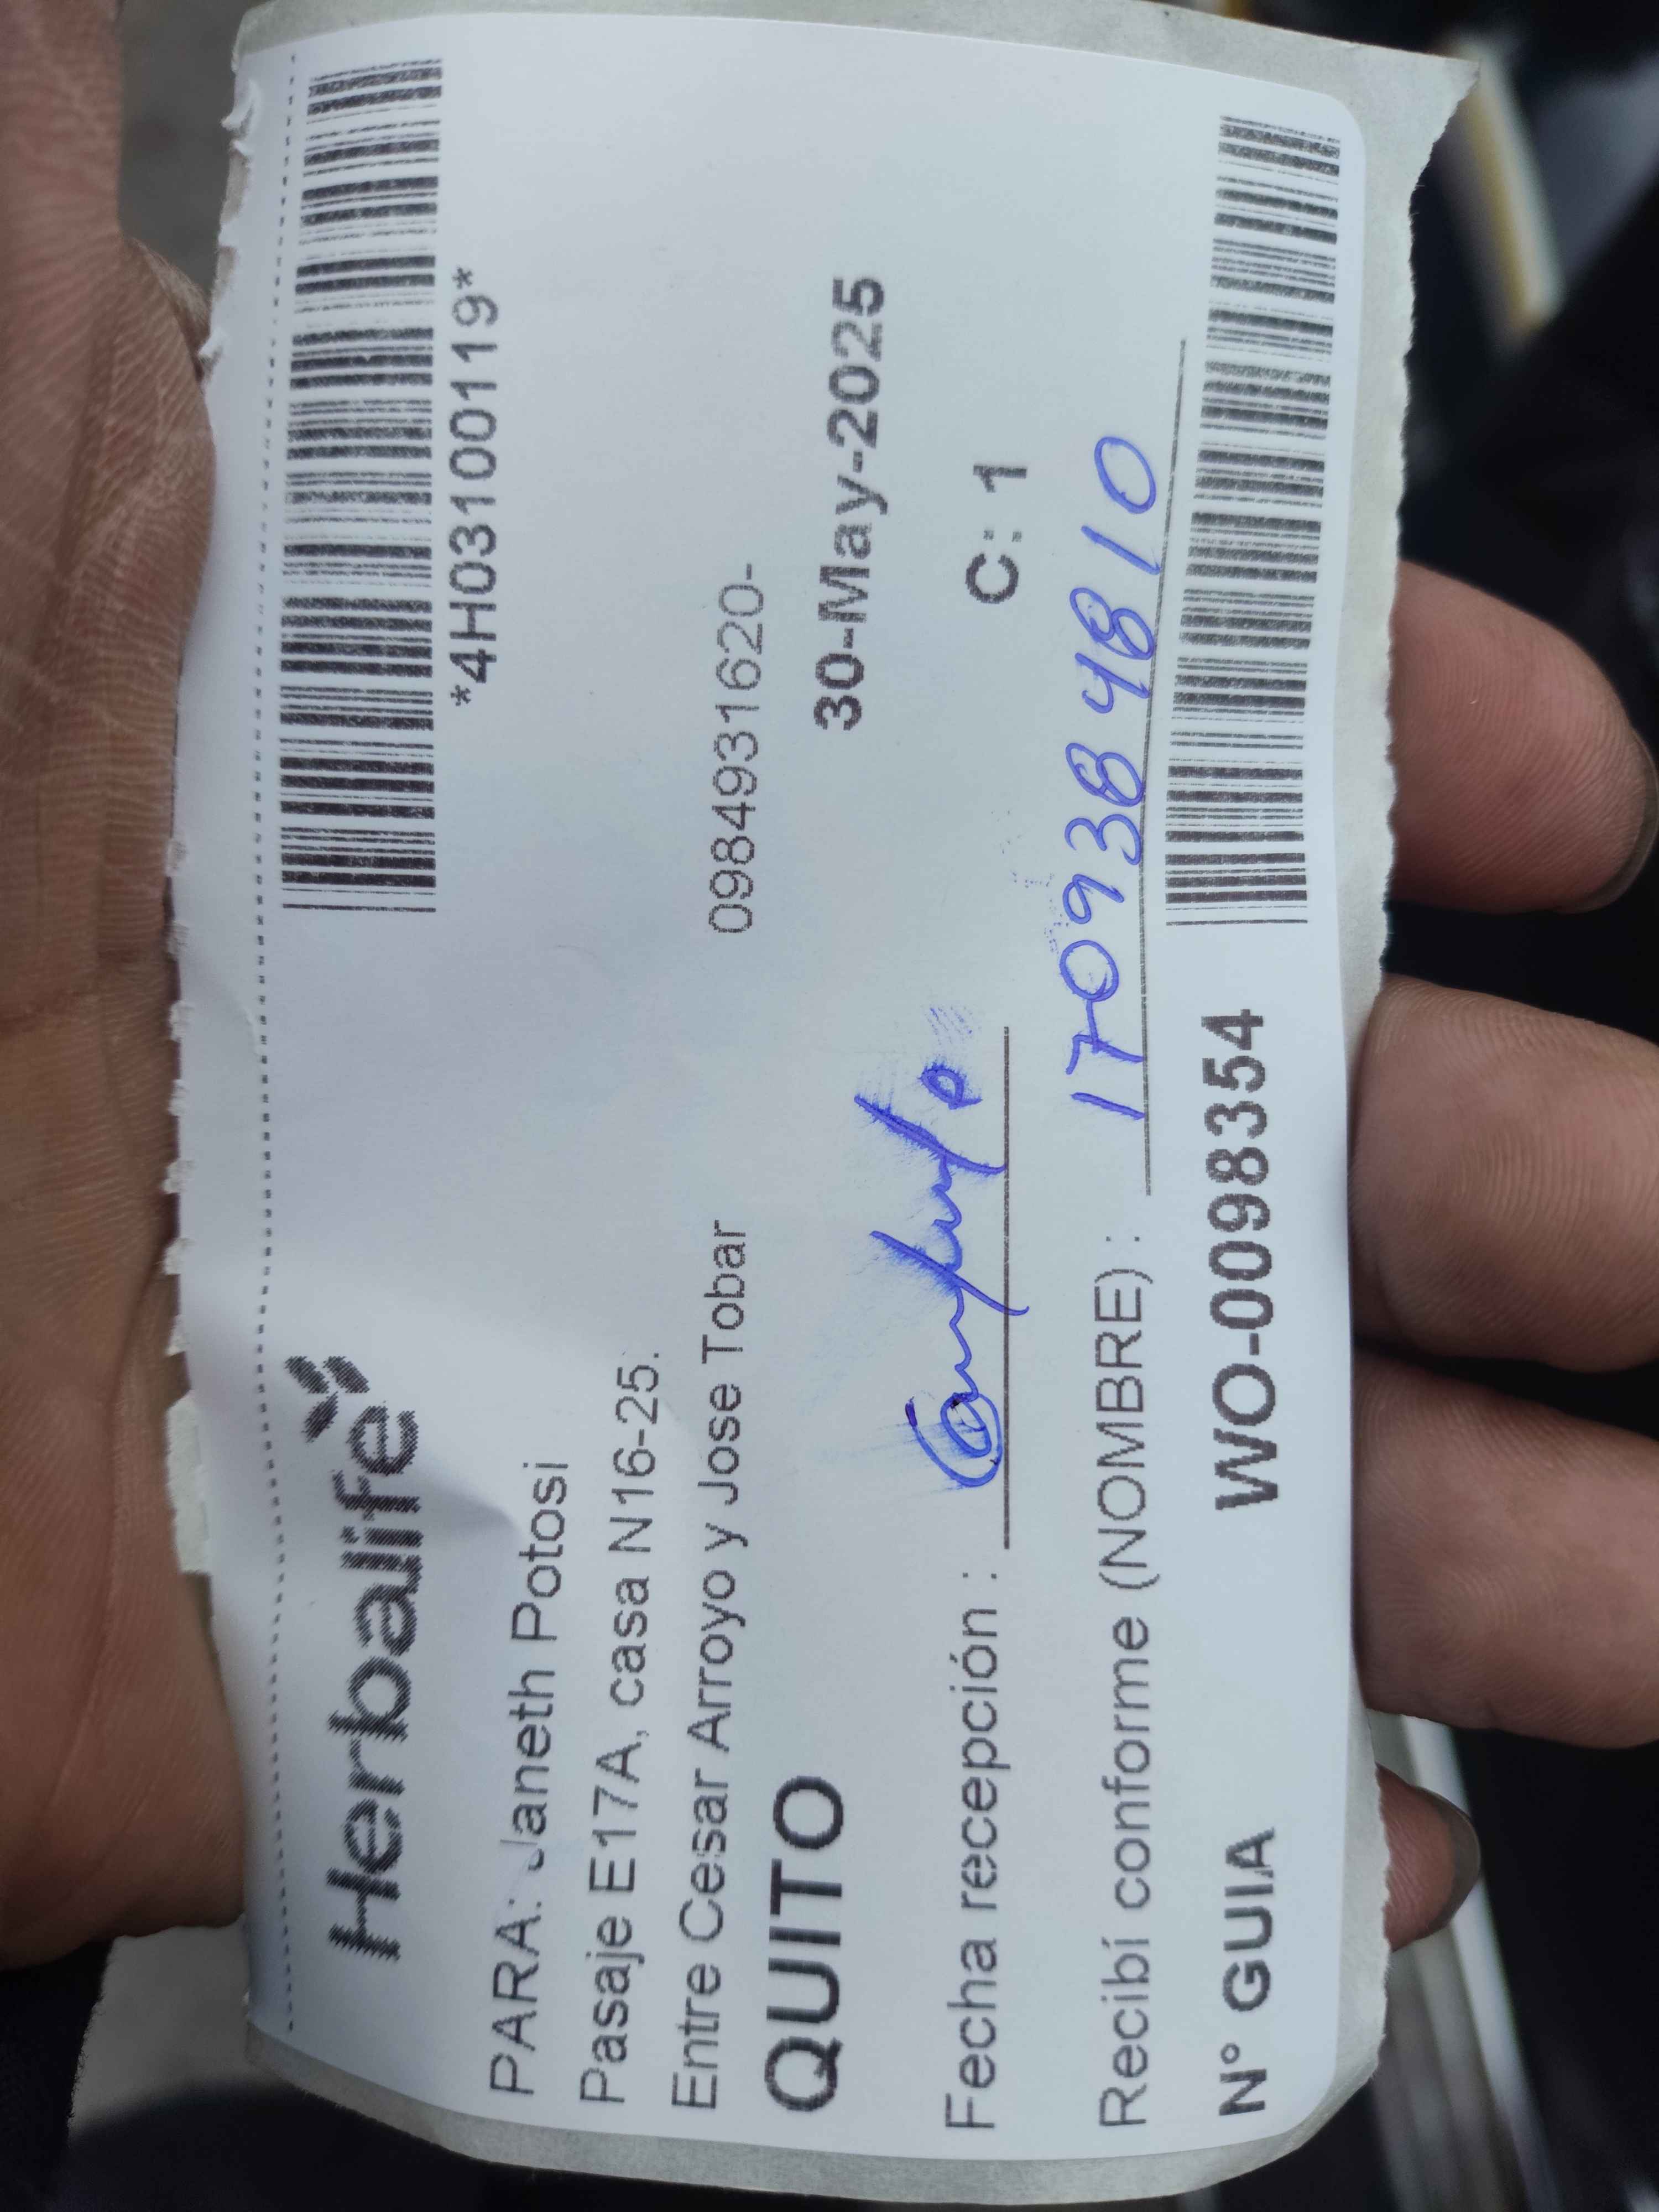 Herbalife
*4H03100119*
PARA: Janeth Potosi
Pasaje E17A, casa N16-25.
Entre Cesar Arroyo y Jose Tobar
0984931620-
QUITO
30-May-2025
Fecha recepción :
C: 1
Recibí conforme (NOMBRE) : 1709384810
N° GUIA WO-0098354